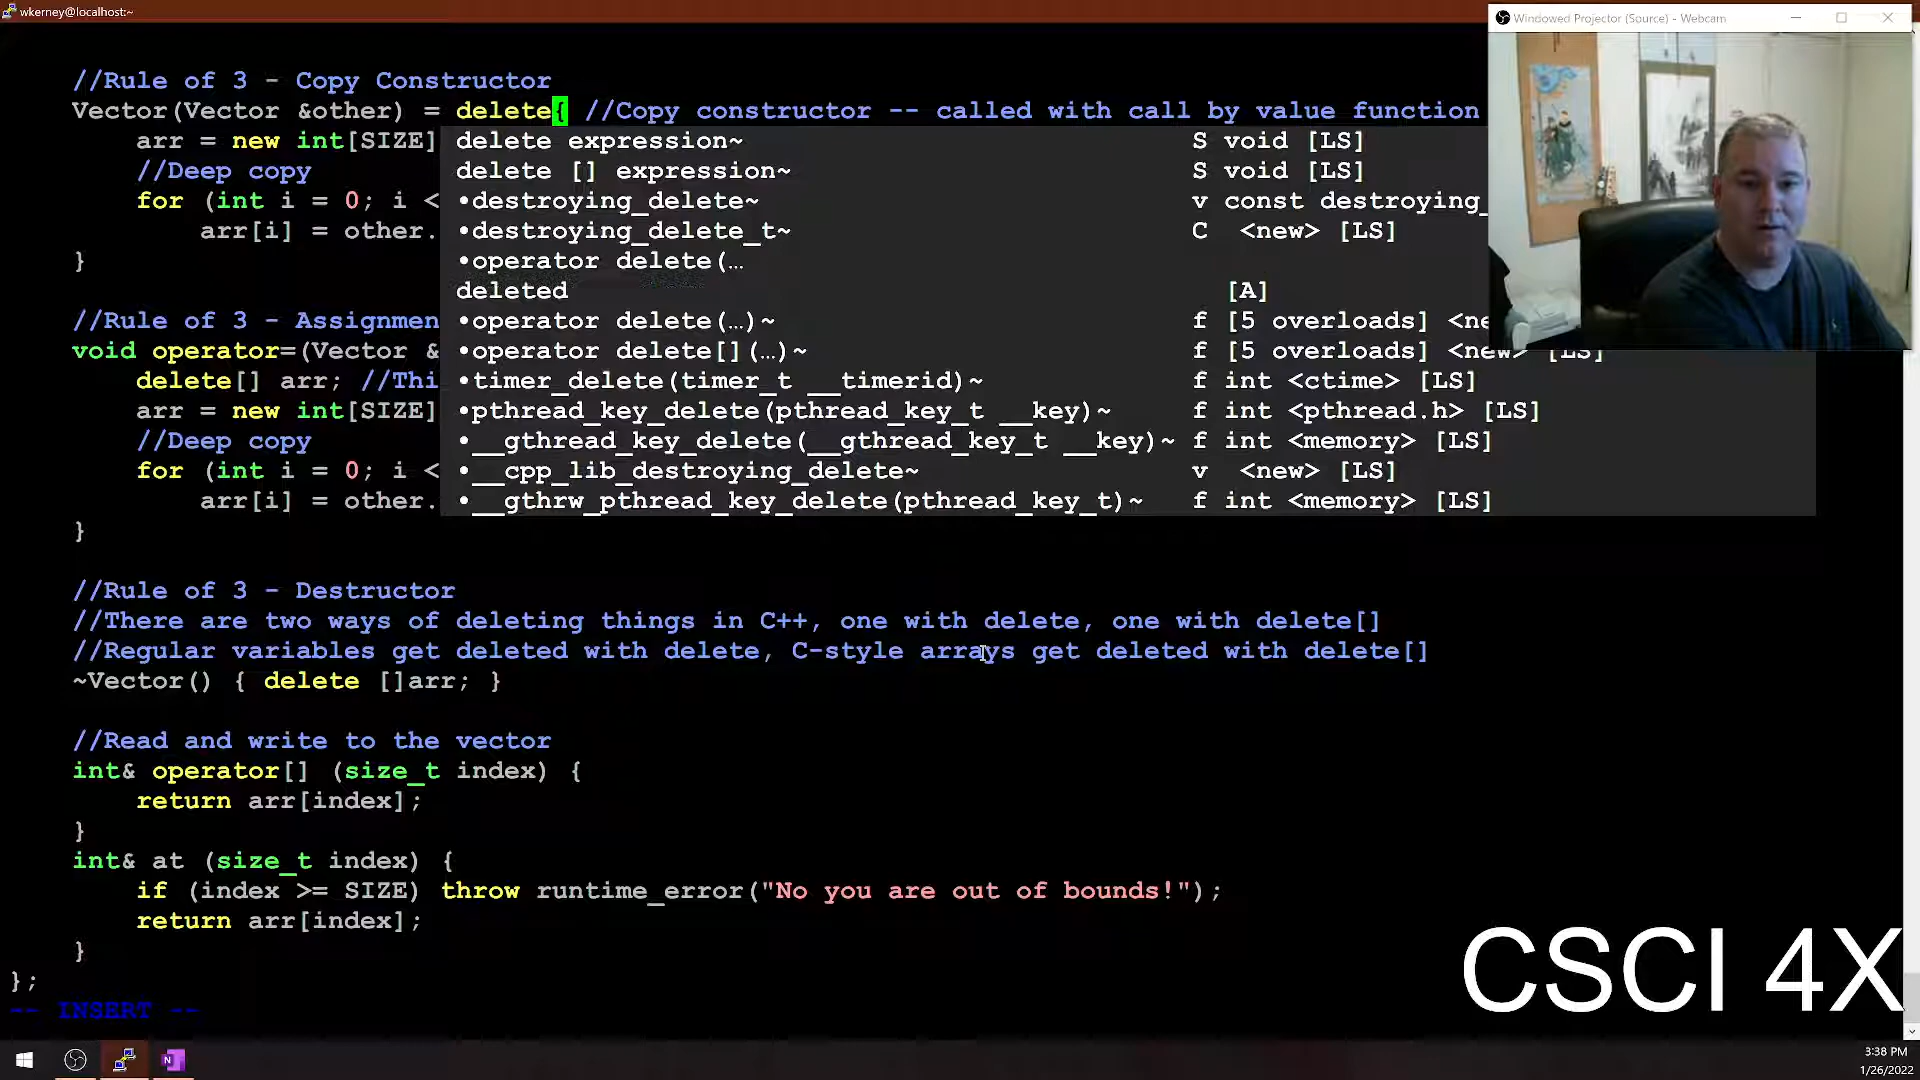 wkerney@localhost:~
Windowed Projector (Source) - Webcam
//Rule of 3 - Copy Constructor
Vector(Vector &other) = delete{ //Copy constructor -- called with call by value function
arr = new int[SIZE]
delete expression~ S void [LS]
//Deep copy
delete [] expression~ S void [LS]
for (int i = 0; i <
•destroying_delete~ v const destroying_
arr[i] = other.
•destroying_delete_t~ C <new> [LS]
}
•operator delete(…
deleted [A]
//Rule of 3 - Assignmen
•operator delete(…)~ f [5 overloads] <ne
void operator=(Vector &
•operator delete[](…)~ f [5 overloads] <new> [LS]
delete[] arr; //Thi
•timer_delete(timer_t __timerid)~ f int <ctime> [LS]
arr = new int[SIZE]
•pthread_key_delete(pthread_key_t __key)~ f int <pthread.h> [LS]
//Deep copy
•__gthread_key_delete(__gthread_key_t __key)~ f int <memory> [LS]
for (int i = 0; i <
•__cpp_lib_destroying_delete~ v <new> [LS]
arr[i] = other.
•__gthrw_pthread_key_delete(pthread_key_t)~ f int <memory> [LS]
}
//Rule of 3 - Destructor
//There are two ways of deleting things in C++, one with delete, one with delete[]
//Regular variables get deleted with delete, C-style arrays get deleted with delete[]
~Vector() { delete []arr; }
//Read and write to the vector
int& operator[] (size_t index) {
return arr[index];
}
int& at (size_t index) {
if (index >= SIZE) throw runtime_error("No you are out of bounds!");
return arr[index];
}
};
-- INSERT --
CSCI 4X
3:38 PM
1/26/2022